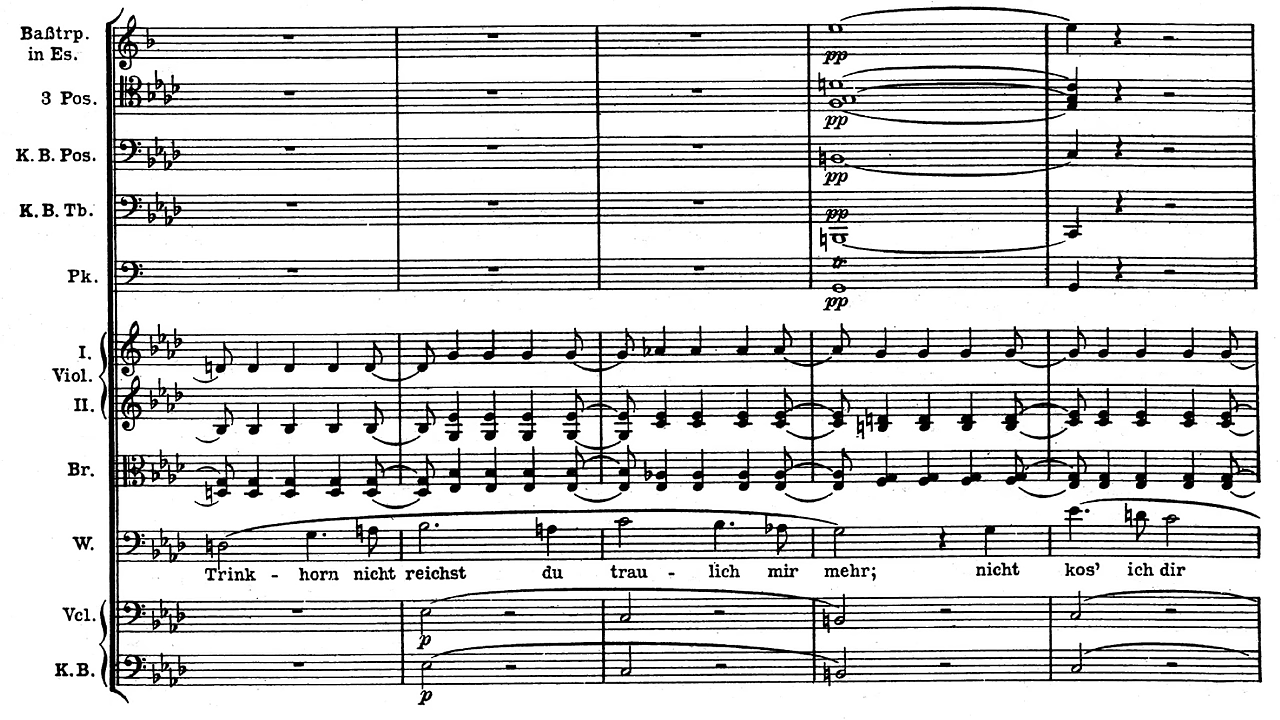 Baßtrp.
in Es.
3 Pos.
pp
pp
K.B. Pos.
pp
K.B. Tb.
pp
Pk.
tr
pp
I.
Viol.
II.
Br.
W.
Trink - horn nicht reichst du trau - lich mir mehr; nicht kos' ich dir
Vcl.
p
K.B.
p